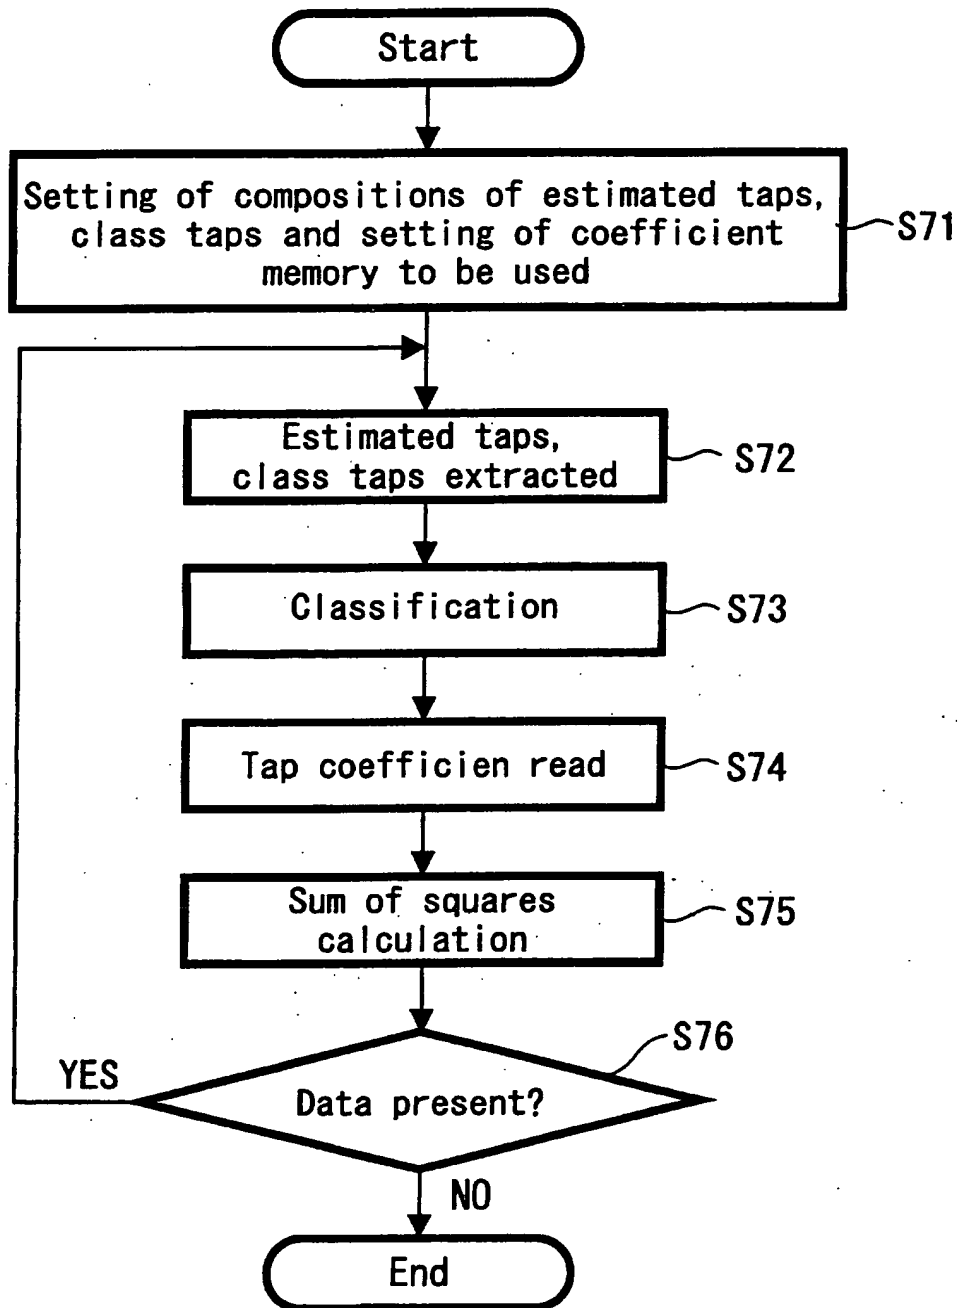 Start
Setting of compositions of estimated taps,
class taps and setting of coefficient
memory to be used
S71
Estimated taps,
class taps extracted
S72
Classification
S73
Tap coefficien read
S74
Sum of squares
calculation
S75
S76
YES
Data present?
NO
End